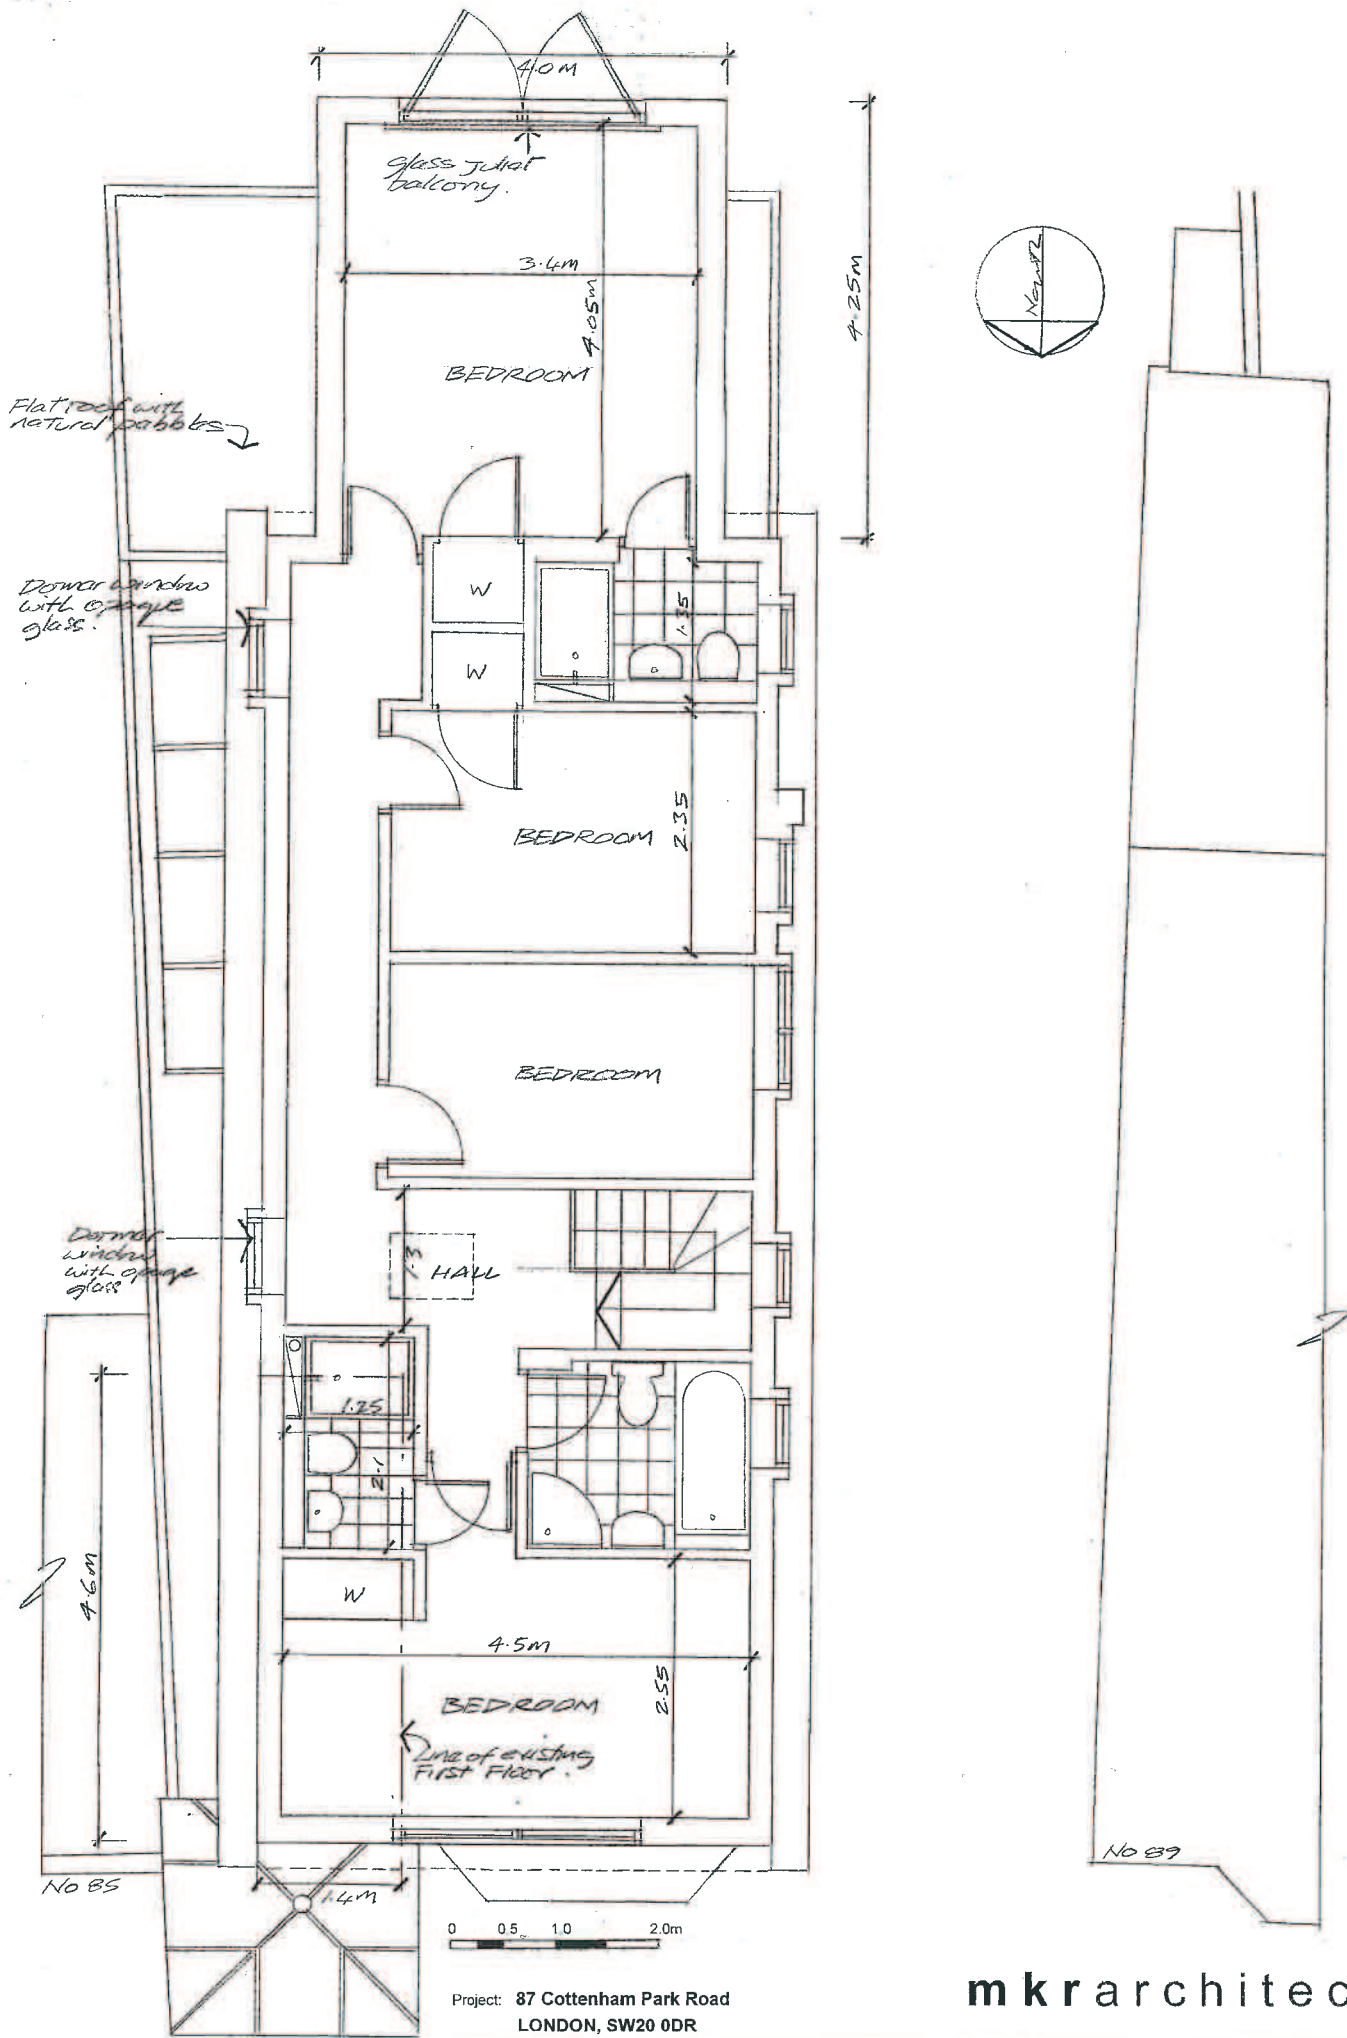 4.0M
glass Juliet
balcony.
3.4M
4.05m
4.25m
North
BEDROOM
Flat roof with
natural pebbles
Dormer window
with opaque
glass.
W
1.35
W
BEDROOM
2.35
BEDROOM
Dormer
window
with opaqe
glass
1.3
HALL
1.25
2.1
4.6m
W
4.5m
2.55
BEDROOM
Line of existing
First Floor.
No 85
1.4m
No 89
0 0.5 1.0 2.0m
Project: 87 Cottenham Park Road
LONDON, SW20 0DR
mkrarchitec